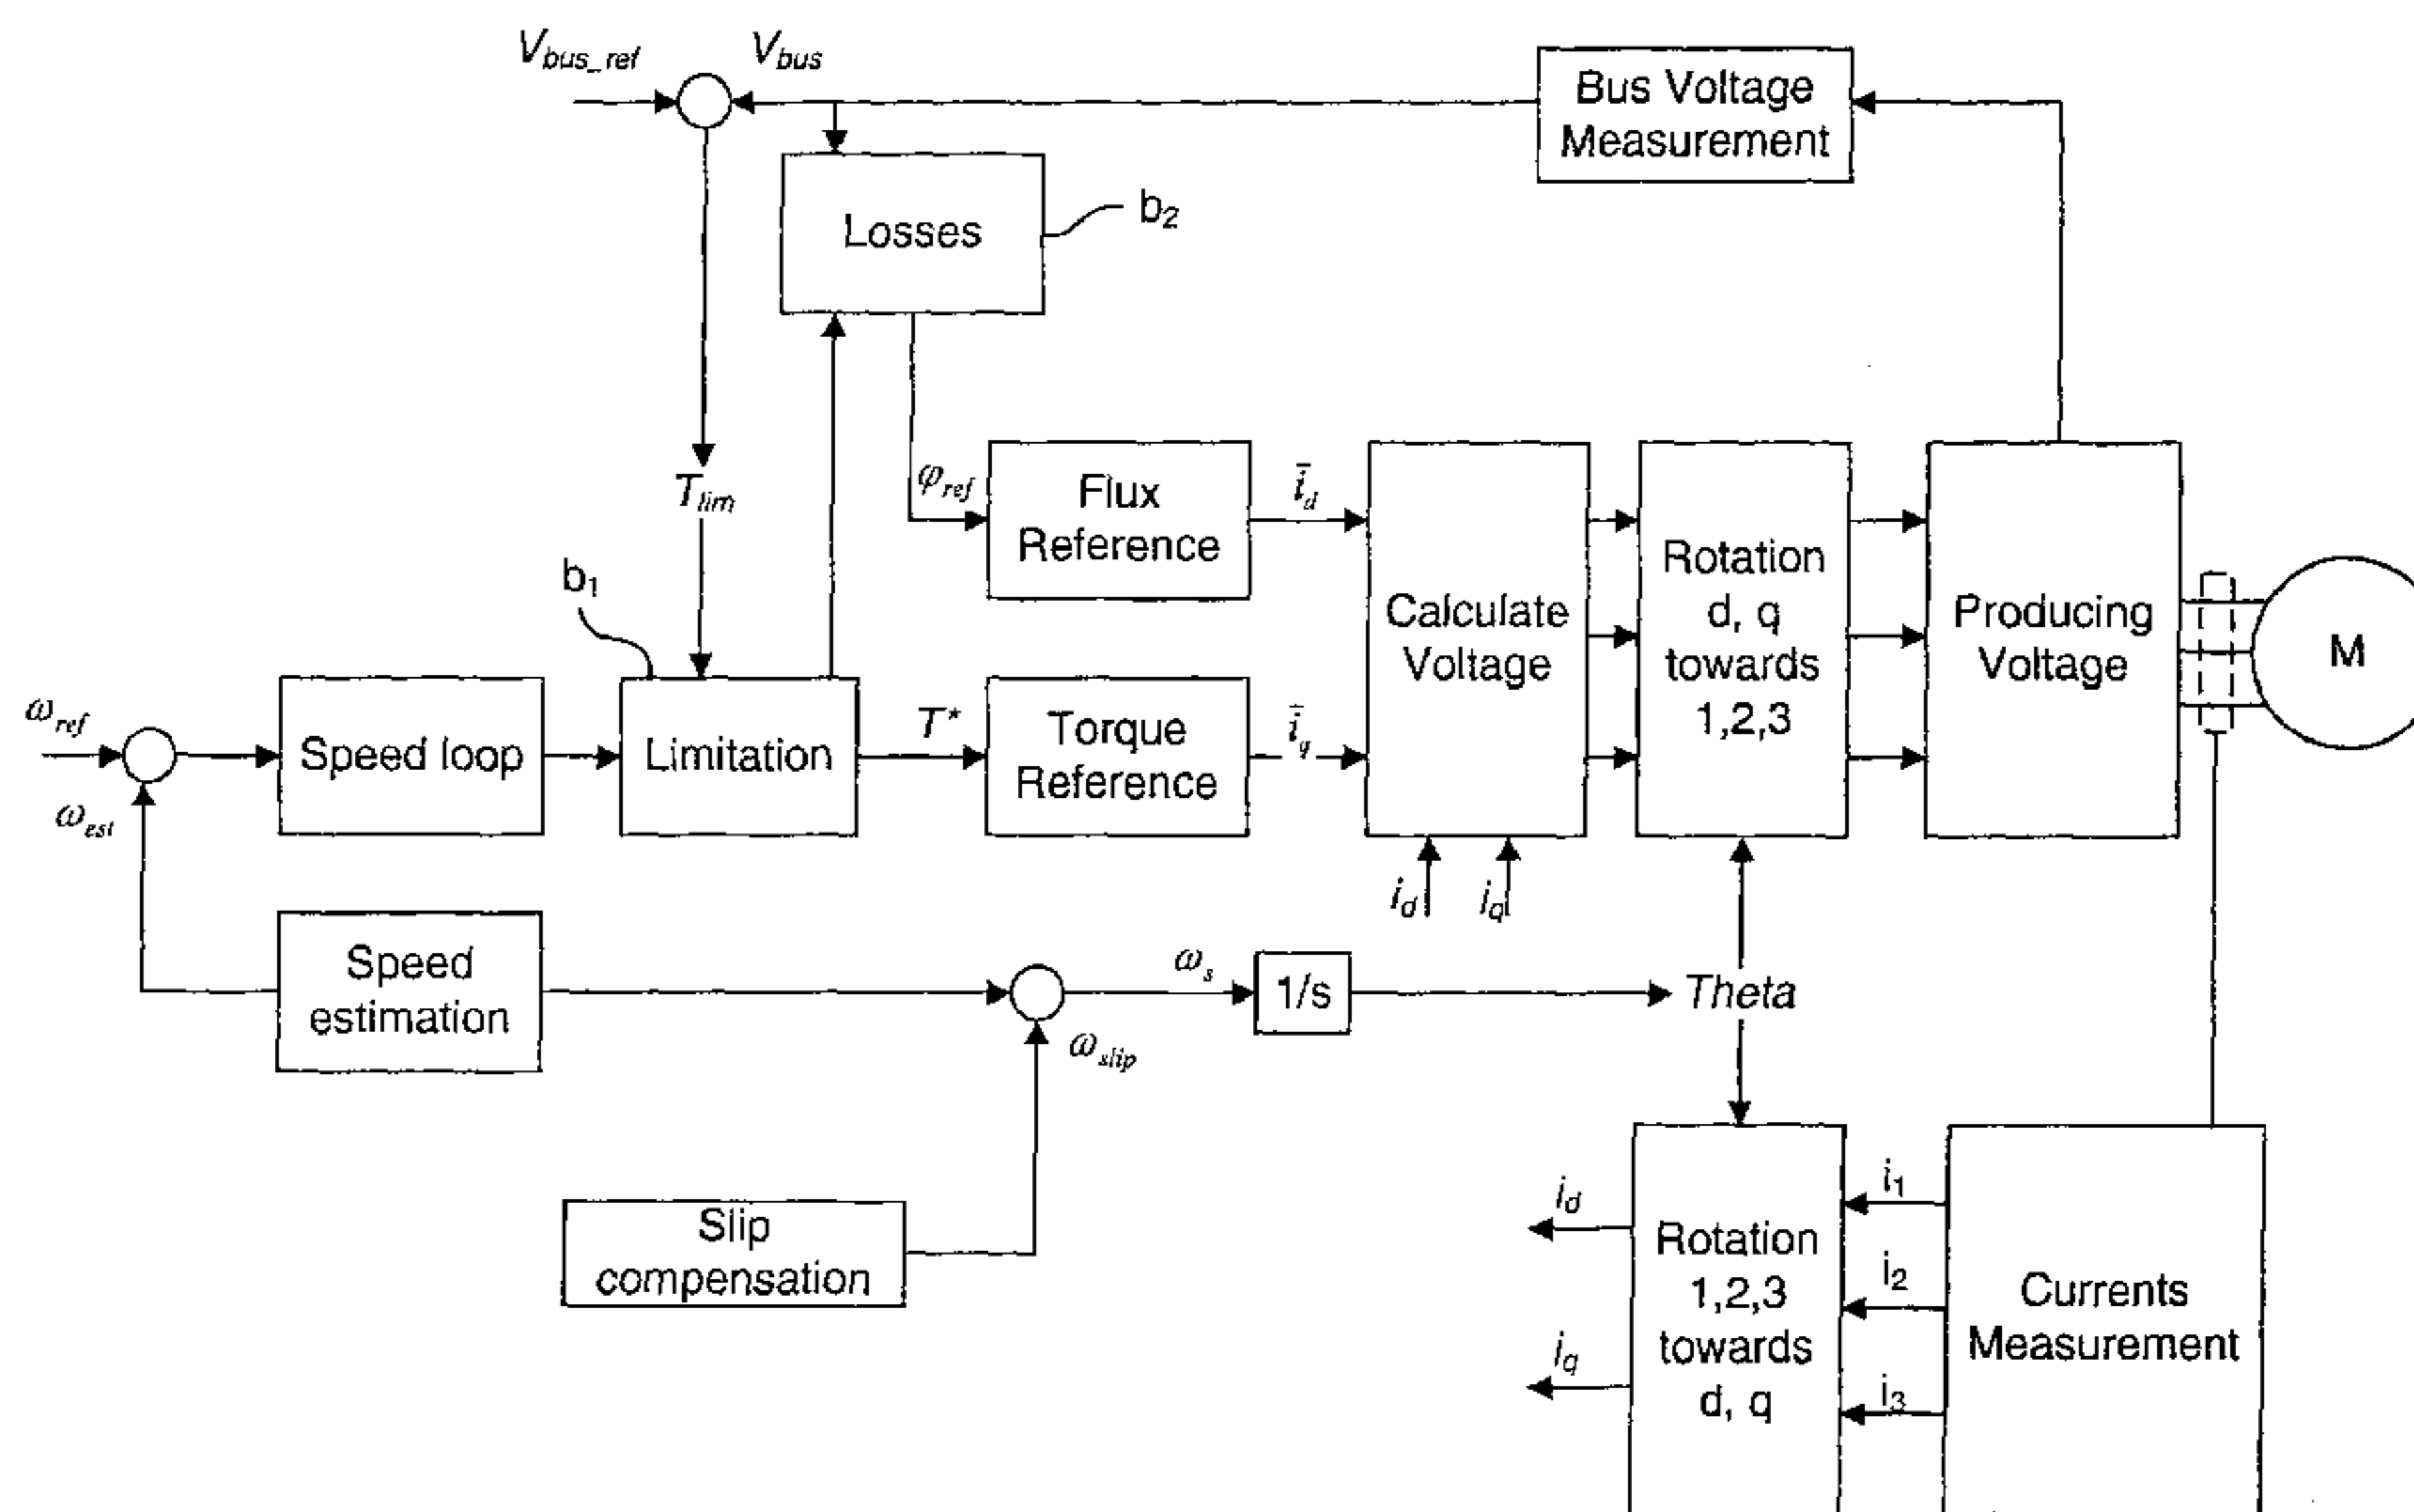 V_bus_ref
V_bus
Bus Voltage
Measurement
Losses
b2
T_lim
φ_ref
Flux
Reference
i̅_d
b1
ω_ref
ω_est
Speed loop
Limitation
T*
Torque
Reference
i̅_q
Calculate
Voltage
Rotation
d, q
towards
1,2,3
Producing
Voltage
M
i_d
i_q
Speed
estimation
ω_s
1/s
Theta
ω_slip
Slip
compensation
i_d
i_q
Rotation
1,2,3
towards
d, q
i1
i2
i3
Currents
Measurement